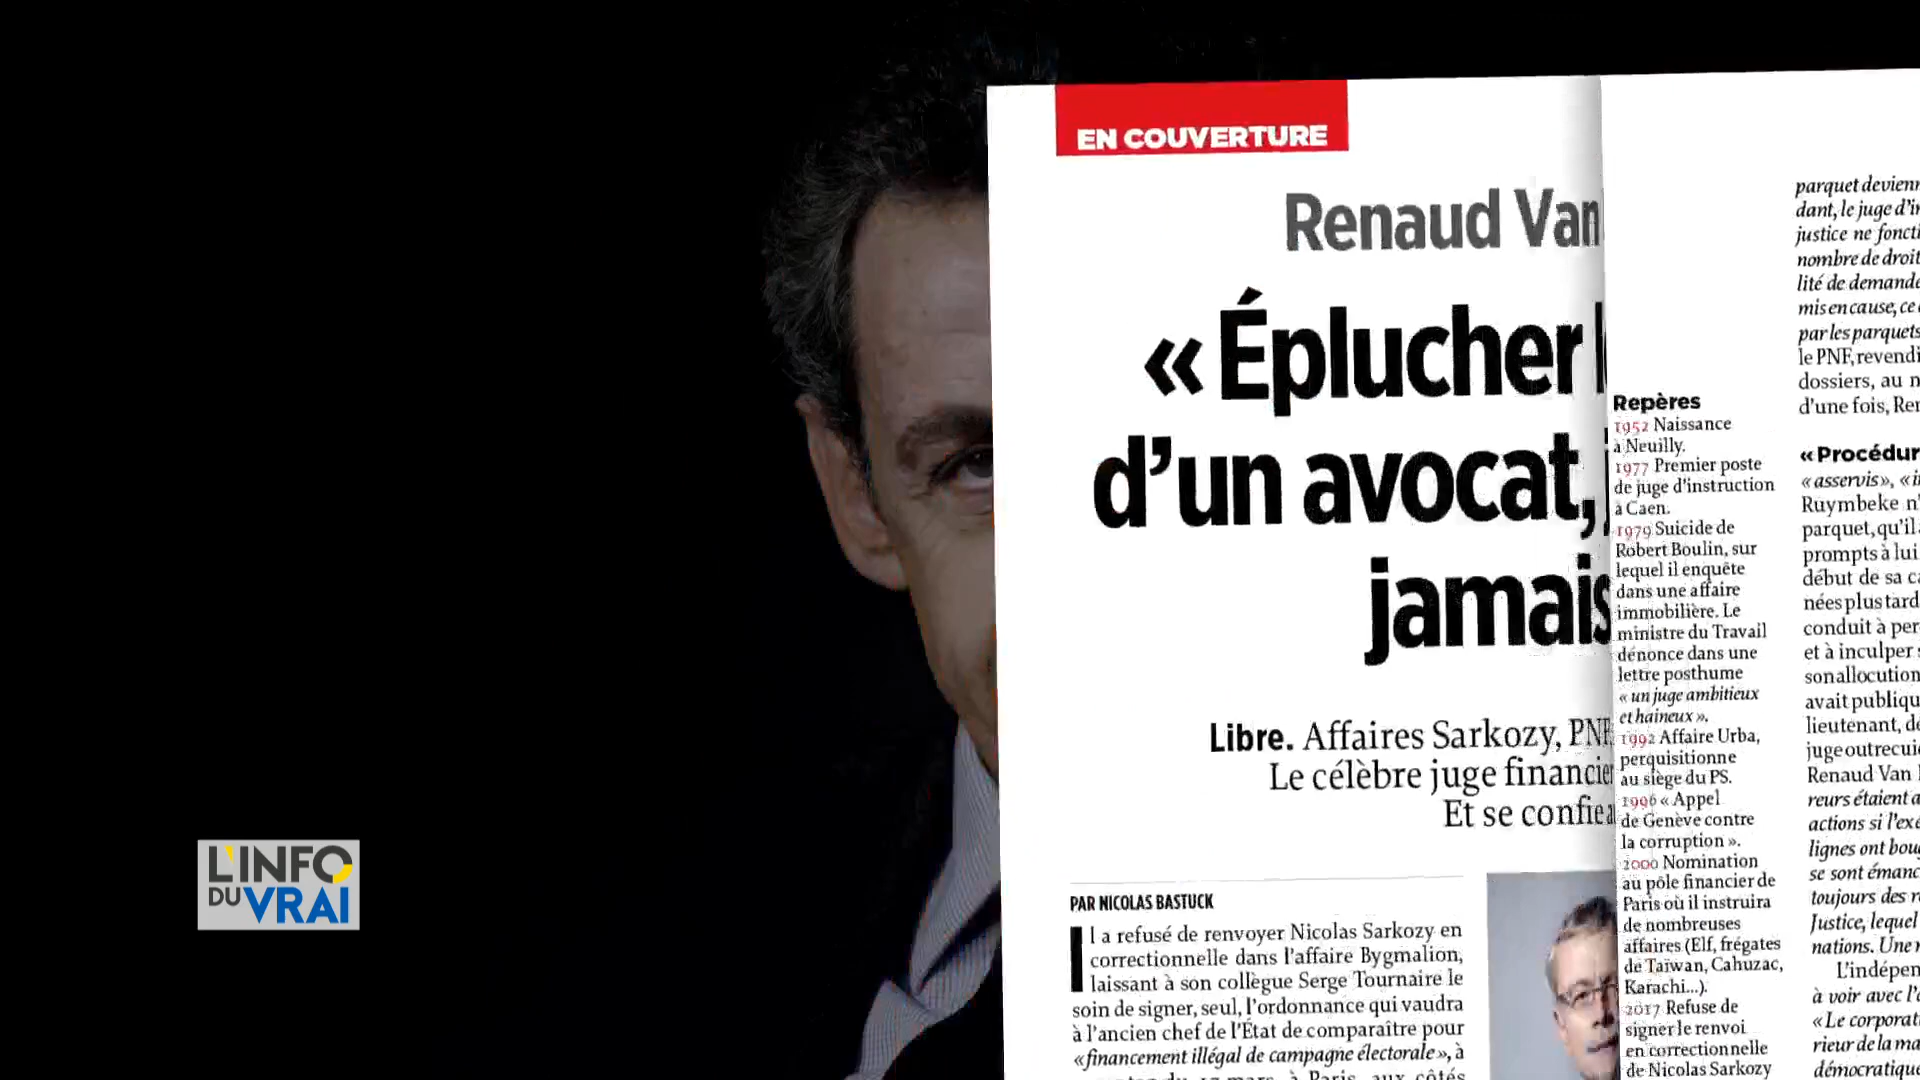 EN COUVERTURE
Renaud Van
« Éplucher
d'un avocat,
jamais
Libre. Affaires Sarkozy, PNF
Le célèbre juge financier
Et se confie
PAR NICOLAS BASTUCK
Il a refusé de renvoyer Nicolas Sarkozy en
correctionnelle dans l'affaire Bygmalion,
laissant à son collègue Serge Tournaire le
soin de signer, seul, l'ordonnance qui vaudra
à l'ancien chef de l'État de comparaître pour
« financement illégal de campagne électorale », à
Repères
1952 Naissance
à Neuilly.
1977 Premier poste
de juge d'instruction
à Caen.
1979 Suicide de
Robert Boulin, sur
lequel il enquête
dans une affaire
immobilière. Le
ministre du Travail
dénonce dans une
lettre posthume
« un juge ambitieux
et haineux ».
1992 Affaire Urba,
perquisitionne
au siège du PS.
1996 « Appel
de Genève contre
la corruption ».
2000 Nomination
au pôle financier de
Paris où il instruira
de nombreuses
affaires (Elf, frégates
de Taïwan, Cahuzac,
Karachi...).
2017 Refuse de
signer le renvoi
en correctionnelle
de Nicolas Sarkozy
parquet devienn
dant, le juge d'in
justice ne foncti
nombre de droit
lité de demande
mis en cause, ce
par les parquets
le PNF, revendi
dossiers, au n
d'une fois, Ren
« Procédur
« asservis », « i
Ruymbeke n'
parquet, qu'il
prompts à lui
début de sa ca
nées plus tard
conduit à per
et à inculper
son allocution
avait publiqu
lieutenant, de
juge outrecui
Renaud Van
reurs étaient a
actions si l'exé
lignes ont boug
se sont émanc
toujours des r
Justice, lequel
nations. Une
L'indépen
à voir avec l'
« Le corporat
rieur de la ma
démocratique
L'INFO
DU VRAI